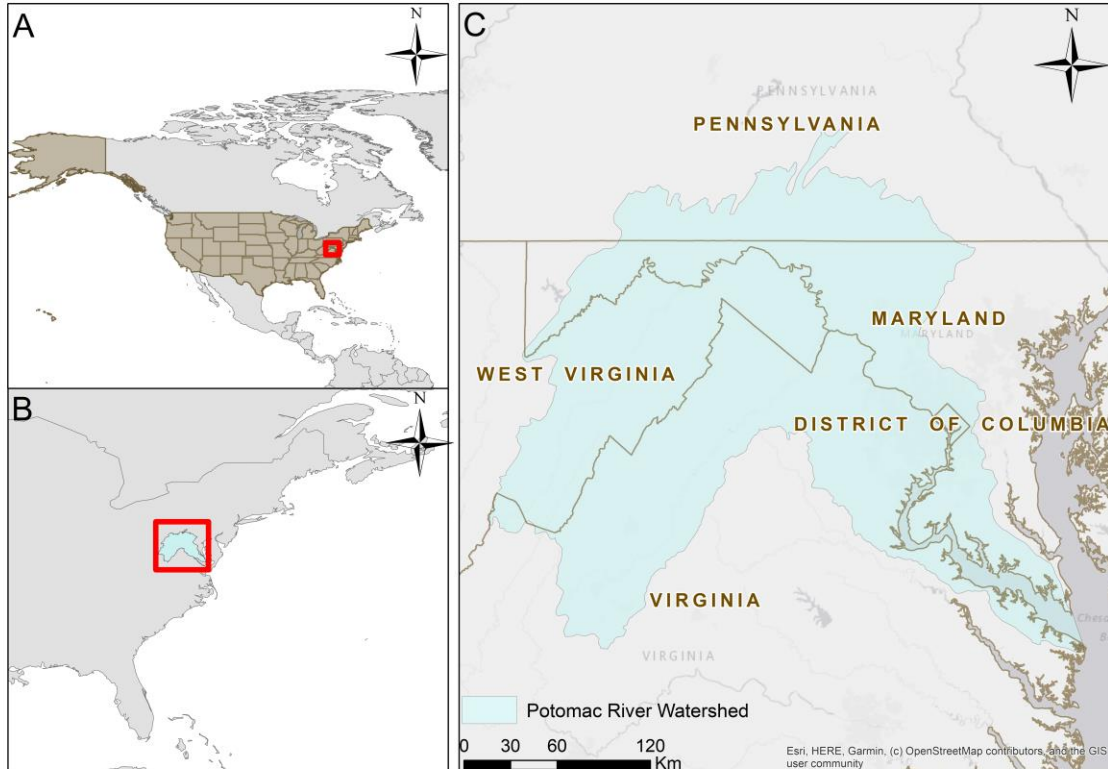 A
N
B
N
C
N
PENNSYLVANIA
PENNSYLVANIA
MARYLAND
MARYLAND
WEST VIRGINIA
DISTRICT OF COLUMBIA
VIRGINIA
VIRGINIA
Potomac River Watershed
0 30 60 120
Km
Esri, HERE, Garmin, (c) OpenStreetMap contributors, and the GIS
user community